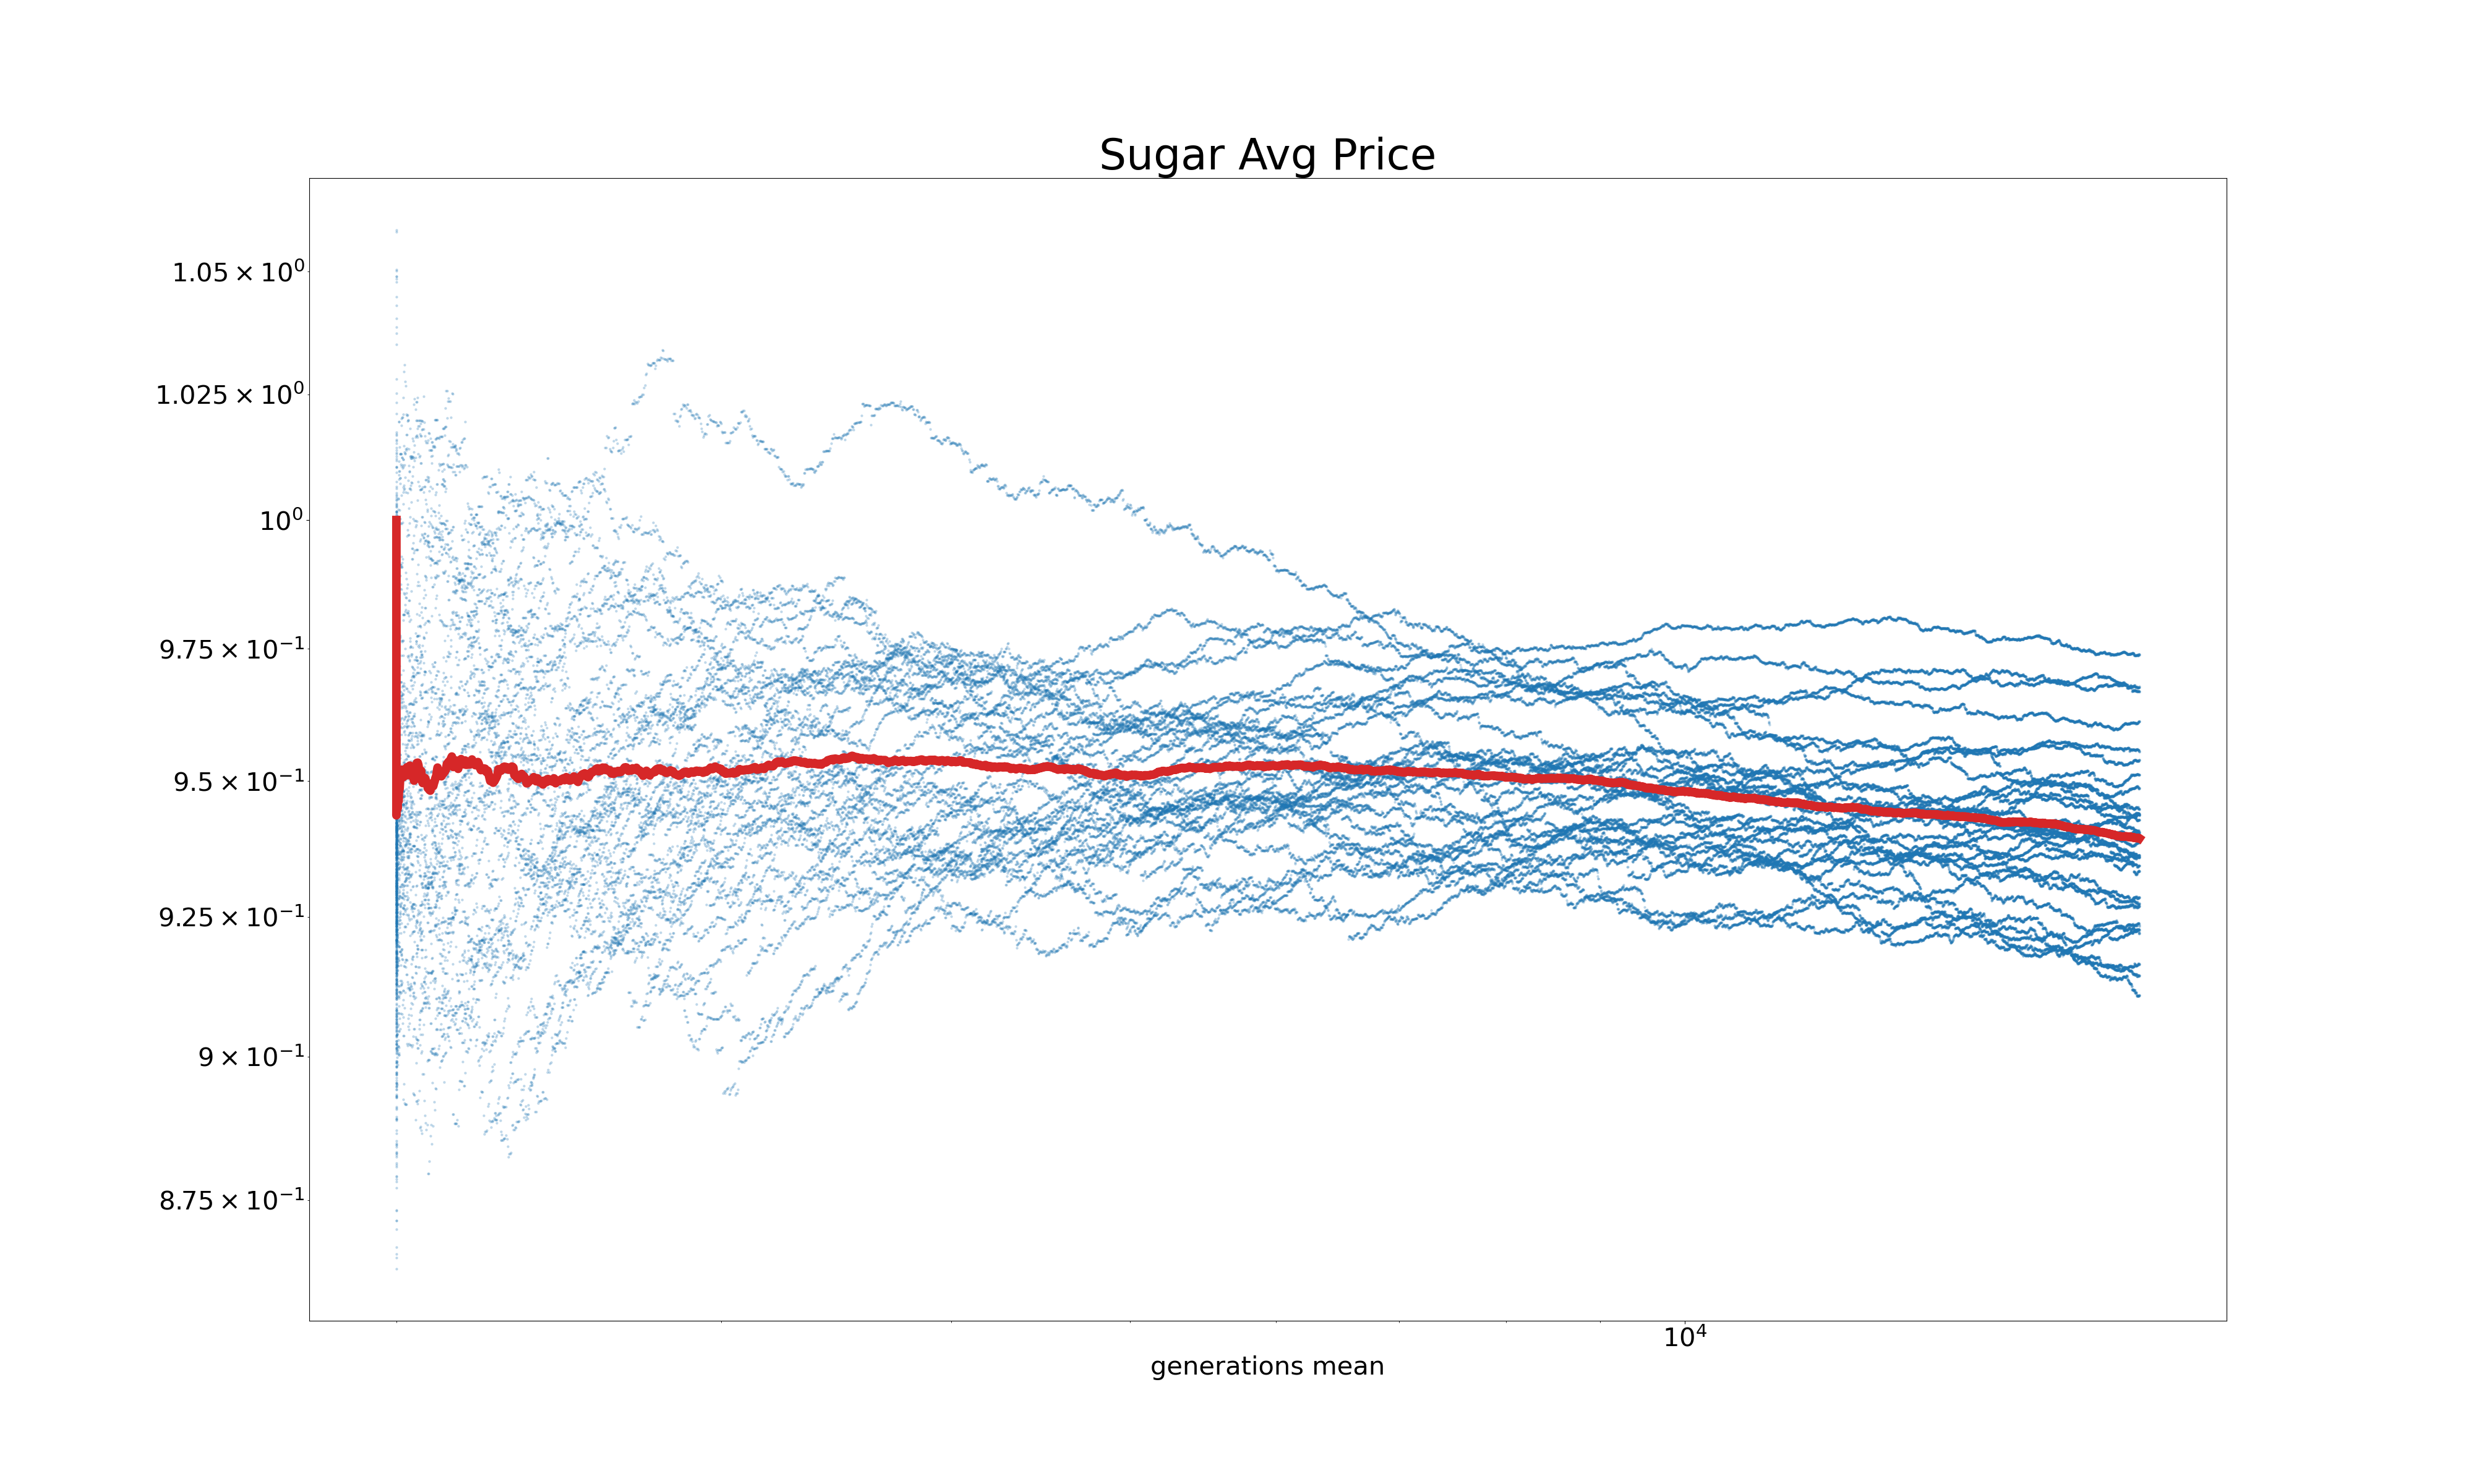 Sugar Avg Price
1.05 × 10⁰
1.025 × 10⁰
10⁰
9.75 × 10⁻¹
9.5 × 10⁻¹
9.25 × 10⁻¹
9 × 10⁻¹
8.75 × 10⁻¹
10⁴
generations mean